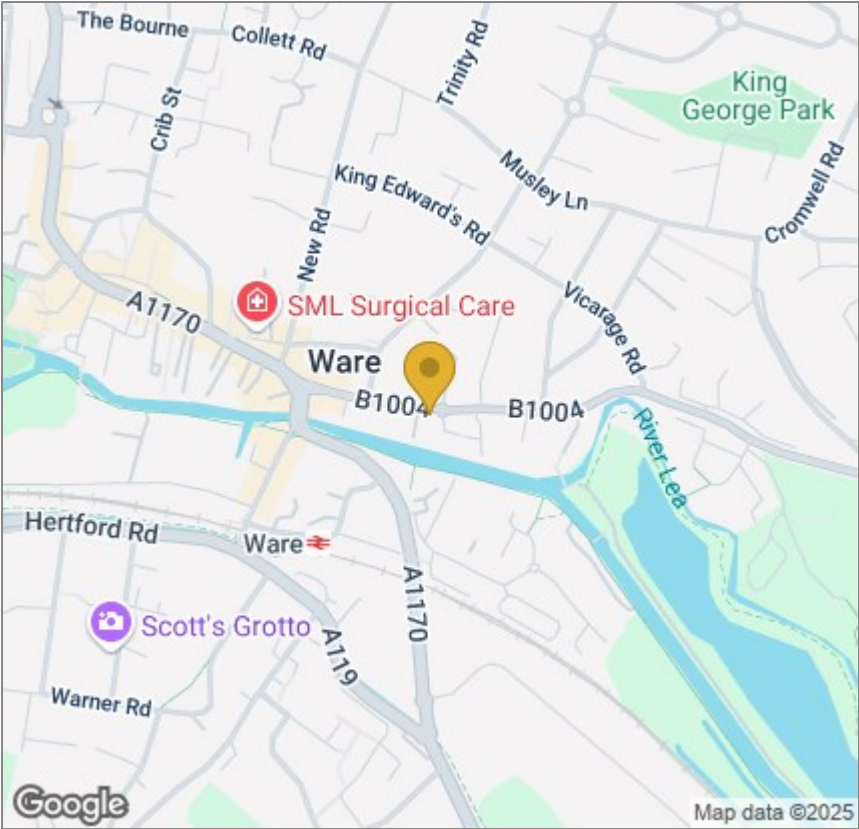 The Bourne
Collett Rd
Trinity Rd
King
George Park
Crib St
Musley Ln
Cromwell Rd
King Edward's Rd
New Rd
Vicarage Rd
A1170
SML Surgical Care
Ware
B1004
B1004
River Lea
Hertford Rd
Ware
A1170
Scott's Grotto
A119
Warner Rd
Google
Map data ©2025